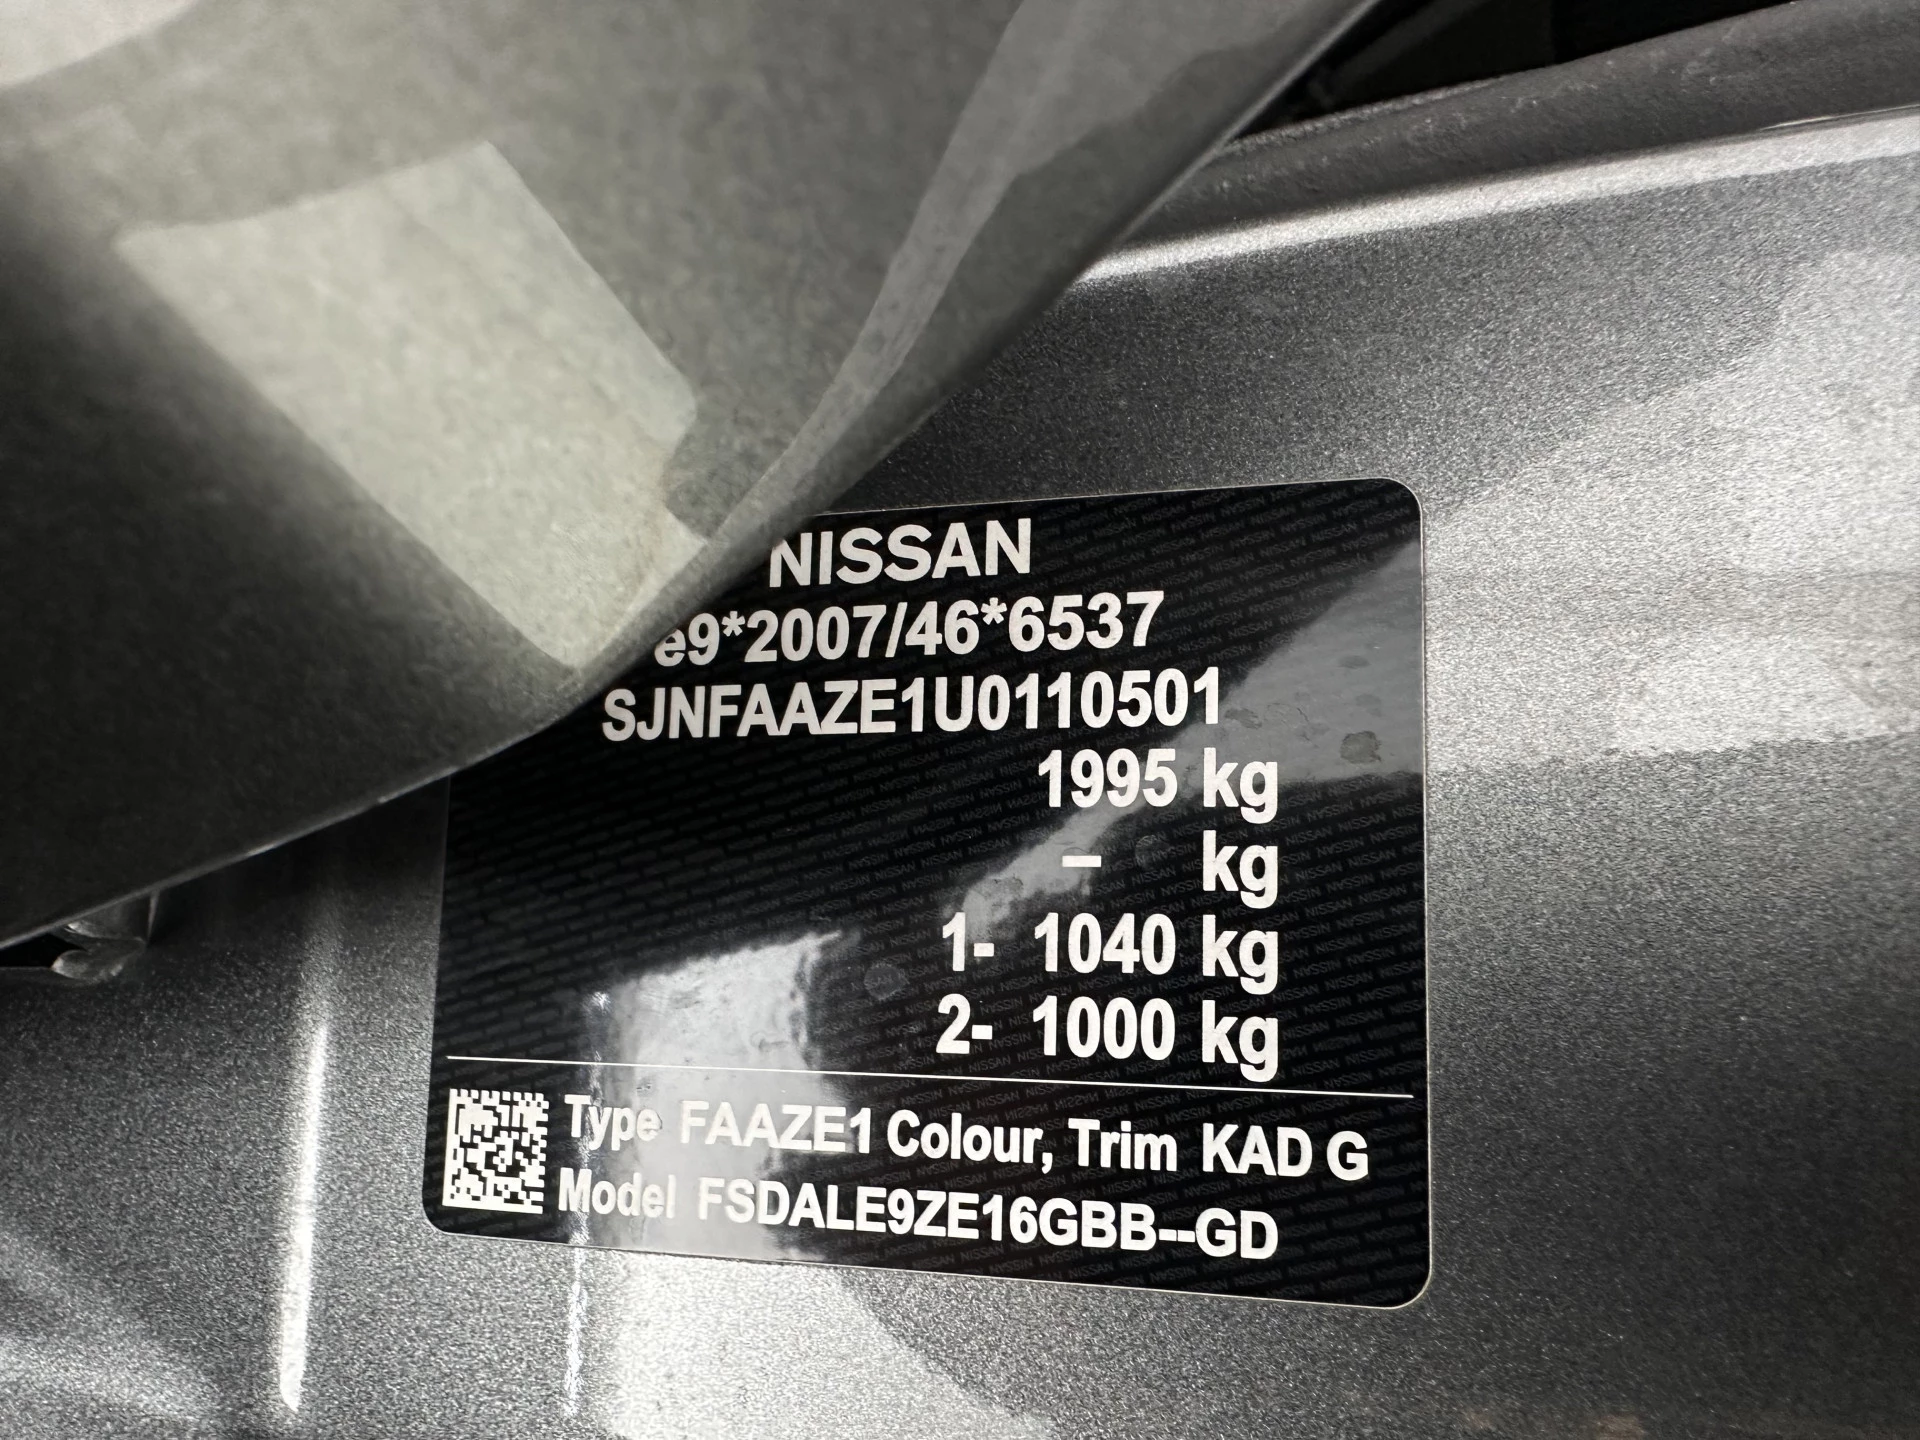 NISSAN
e9*2007/46*6537
SJNFAAZE1U0110501
1995 kg
– kg
1- 1040 kg
2- 1000 kg
Type FAAZE1 Colour, Trim KAD G
Model FSDALE9ZE16GBB--GD